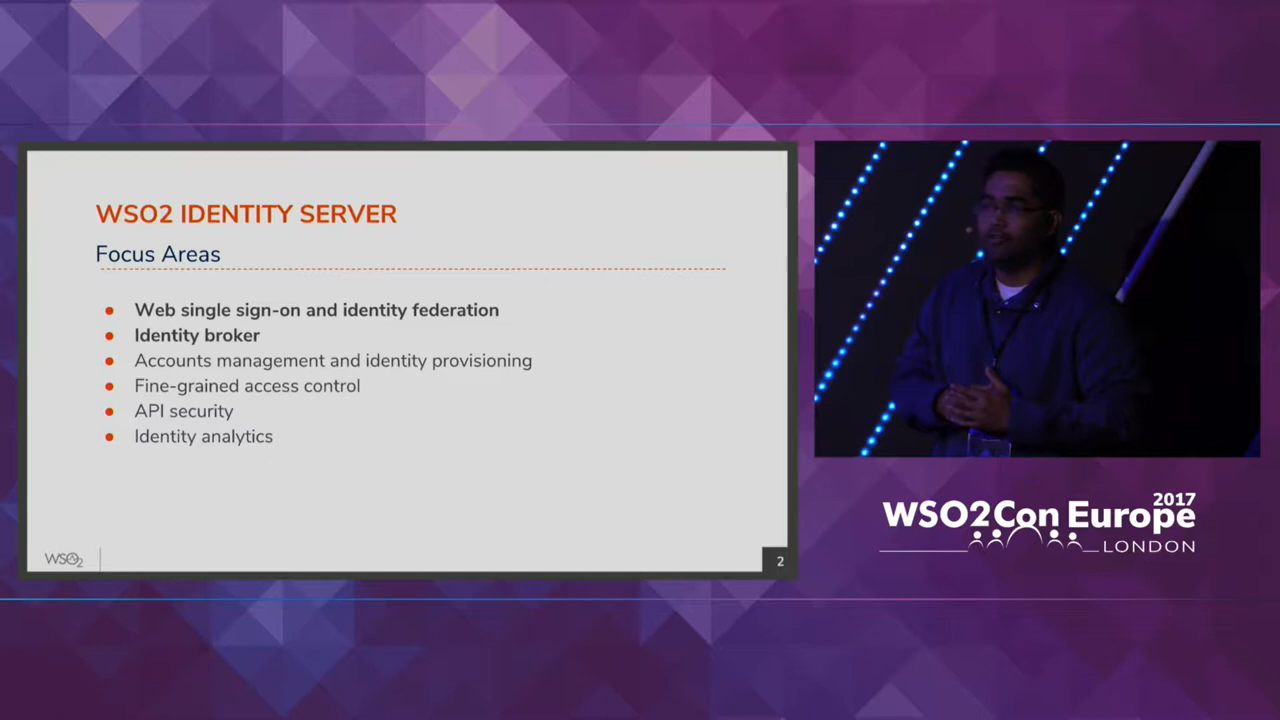 WSO2 IDENTITY SERVER
Focus Areas
● Web single sign-on and identity federation
● Identity broker
● Accounts management and identity provisioning
● Fine-grained access control
● API security
● Identity analytics
WSO2
2
2017
WSO2Con Europe
LONDON